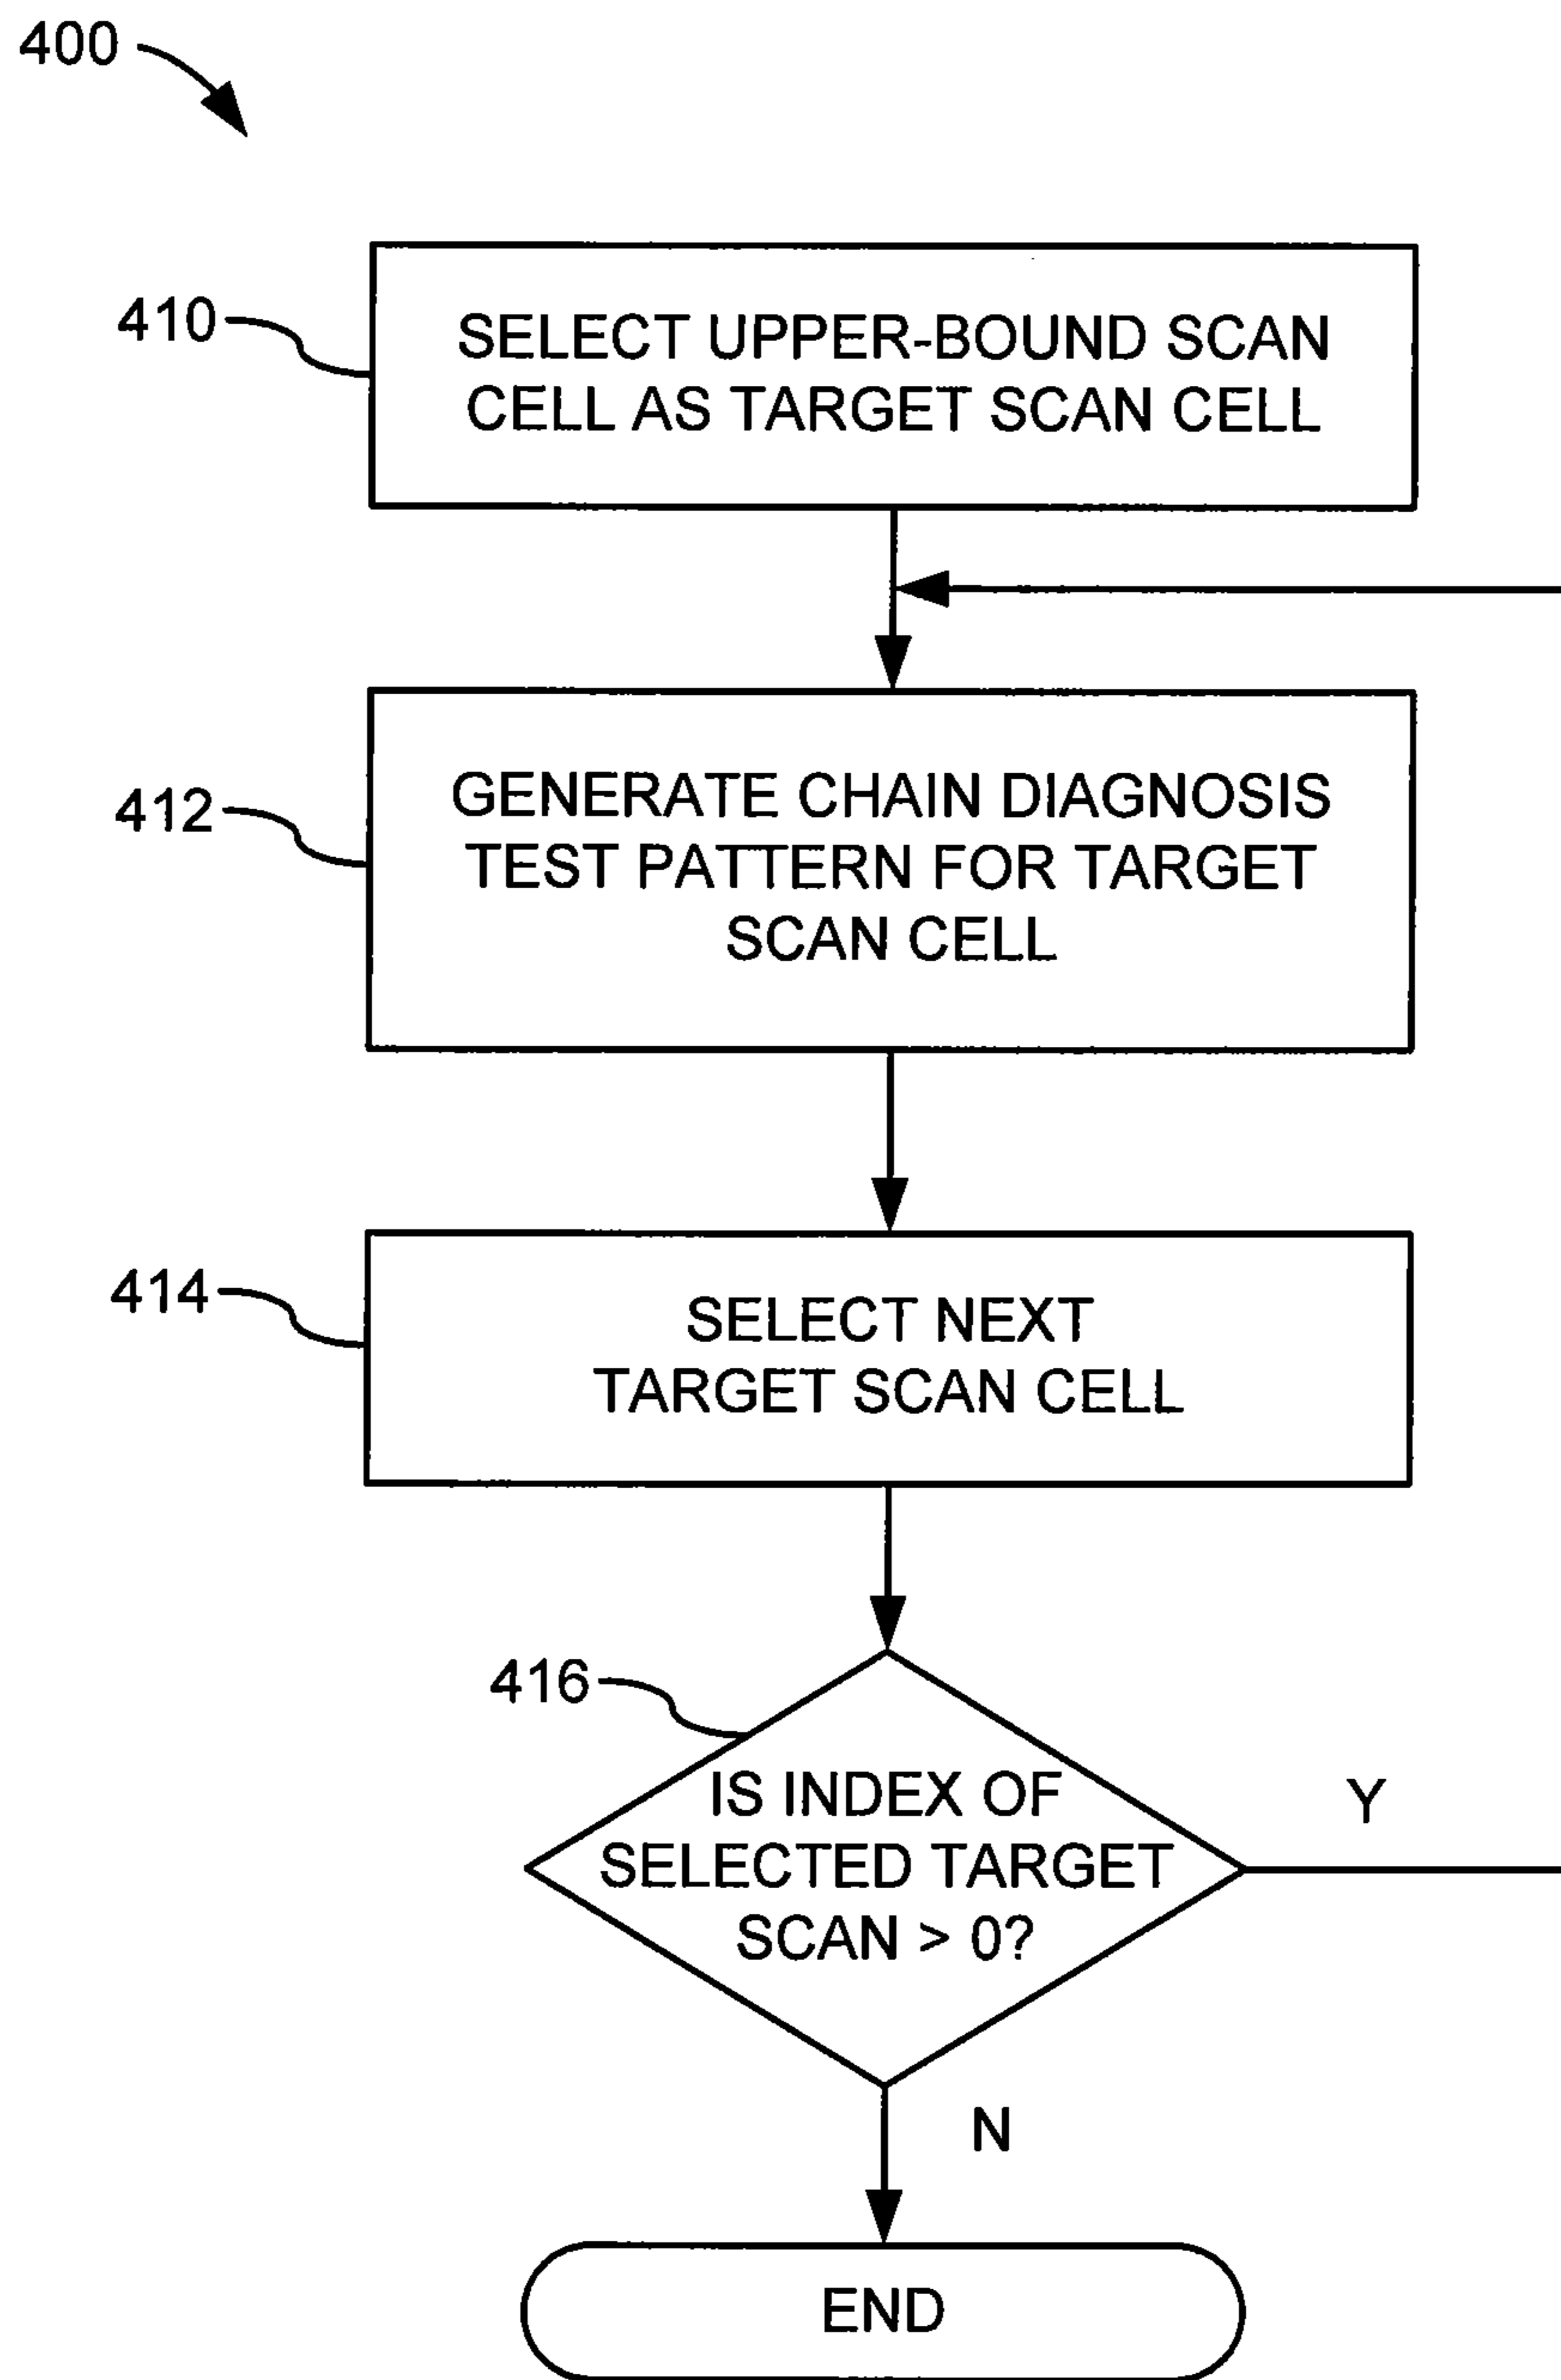 400
410
SELECT UPPER-BOUND SCAN
CELL AS TARGET SCAN CELL
412
GENERATE CHAIN DIAGNOSIS
TEST PATTERN FOR TARGET
SCAN CELL
414
SELECT NEXT
TARGET SCAN CELL
416
IS INDEX OF
SELECTED TARGET
SCAN > 0?
Y
N
END